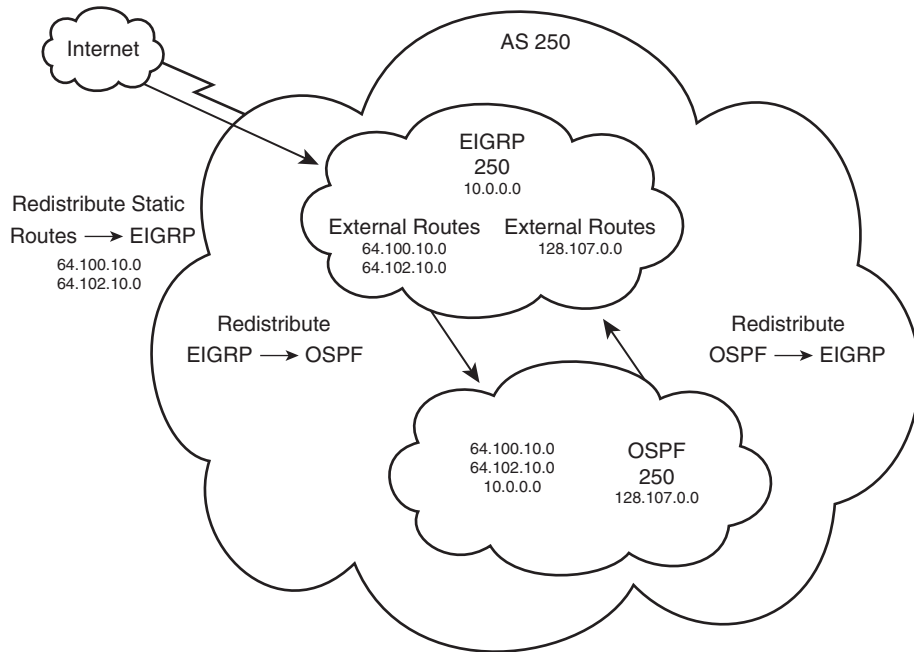 AS 250
Internet
EIGRP
250
10.0.0.0
Redistribute Static
Routes → EIGRP
64.100.10.0
64.102.10.0
External Routes
64.100.10.0
64.102.10.0
External Routes
128.107.0.0
Redistribute
EIGRP → OSPF
Redistribute
OSPF → EIGRP
64.100.10.0
64.102.10.0
10.0.0.0
OSPF
250
128.107.0.0